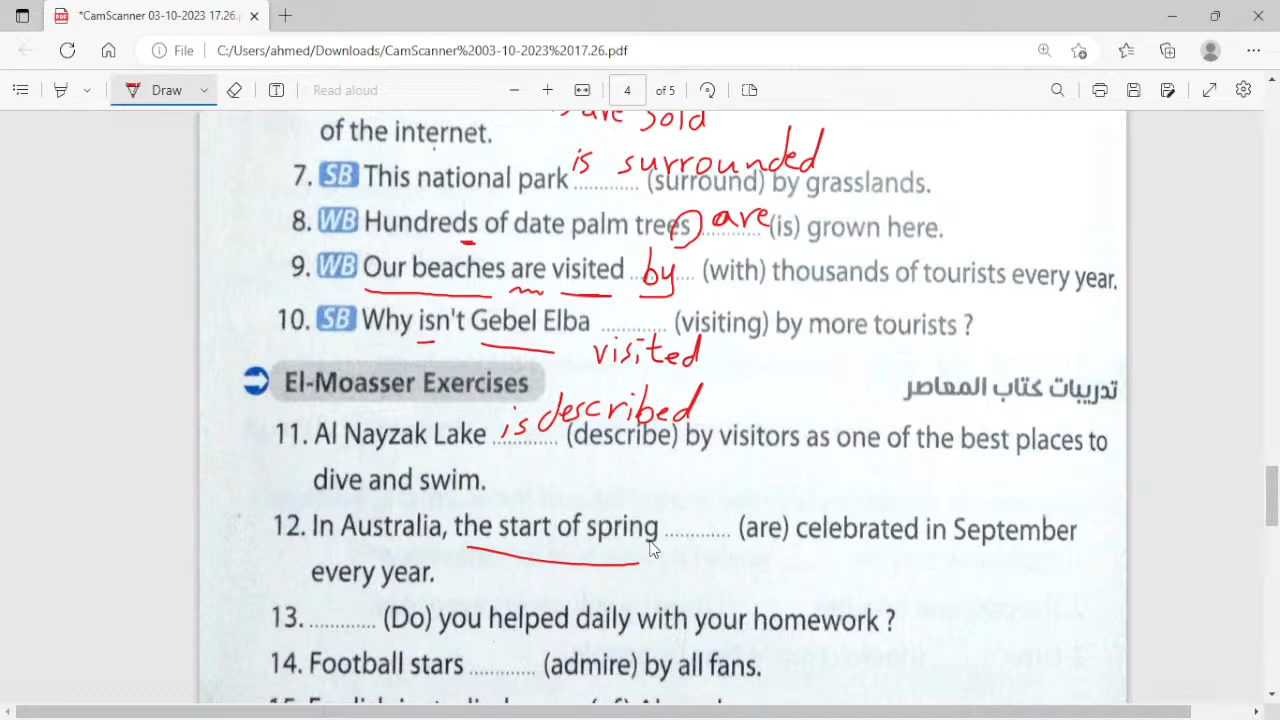 *CamScanner 03-10-2023 17.26.p
File C:/Users/ahmed/Downloads/CamScanner%2003-10-2023%2017.26.pdf
Draw Read aloud 4 of 5
are sold
of the internet.
is surrounded
7. SB This national park ............ (surround) by grasslands.
8. WB Hundreds of date palm trees are ............ (is) grown here.
9. WB Our beaches are visited ............ by (with) thousands of tourists every year.
10. SB Why isn't Gebel Elba ............ (visiting) by more tourists ?
visited
El-Moasser Exercises تدريبات كتاب المعاصر
is described
11. Al Nayzak Lake ............ (describe) by visitors as one of the best places to
dive and swim.
12. In Australia, the start of spring ............ (are) celebrated in September
every year.
13. ............ (Do) you helped daily with your homework ?
14. Football stars ............ (admire) by all fans.